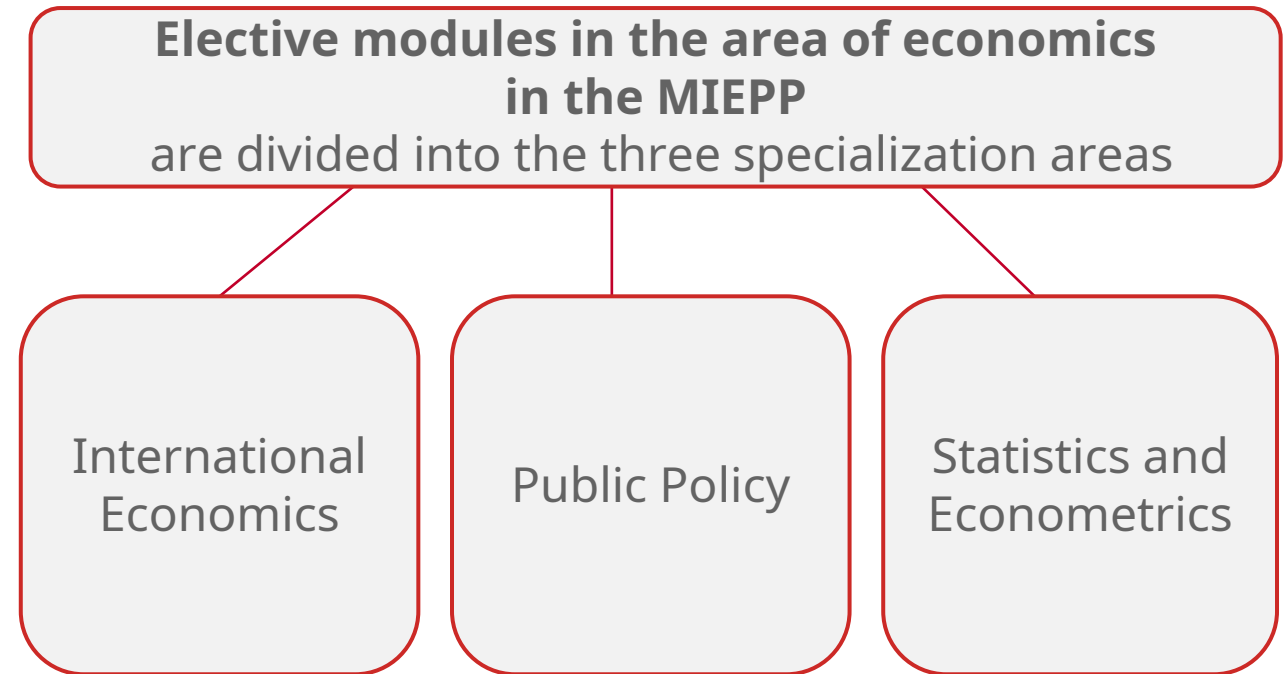 Elective modules in the area of economics
in the MIEPP
are divided into the three specialization areas
International
Economics
Public Policy
Statistics and
Econometrics